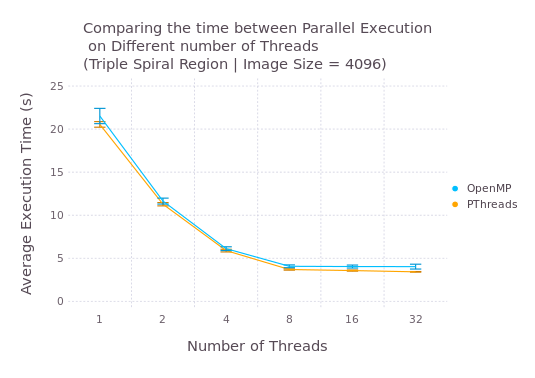 Comparing the time between Parallel Execution
on Different number of Threads
(Triple Spiral Region | Image Size = 4096)
Average Execution Time (s)
25
20
15
10
5
0
1 2 4 8 16 32
Number of Threads
OpenMP
PThreads